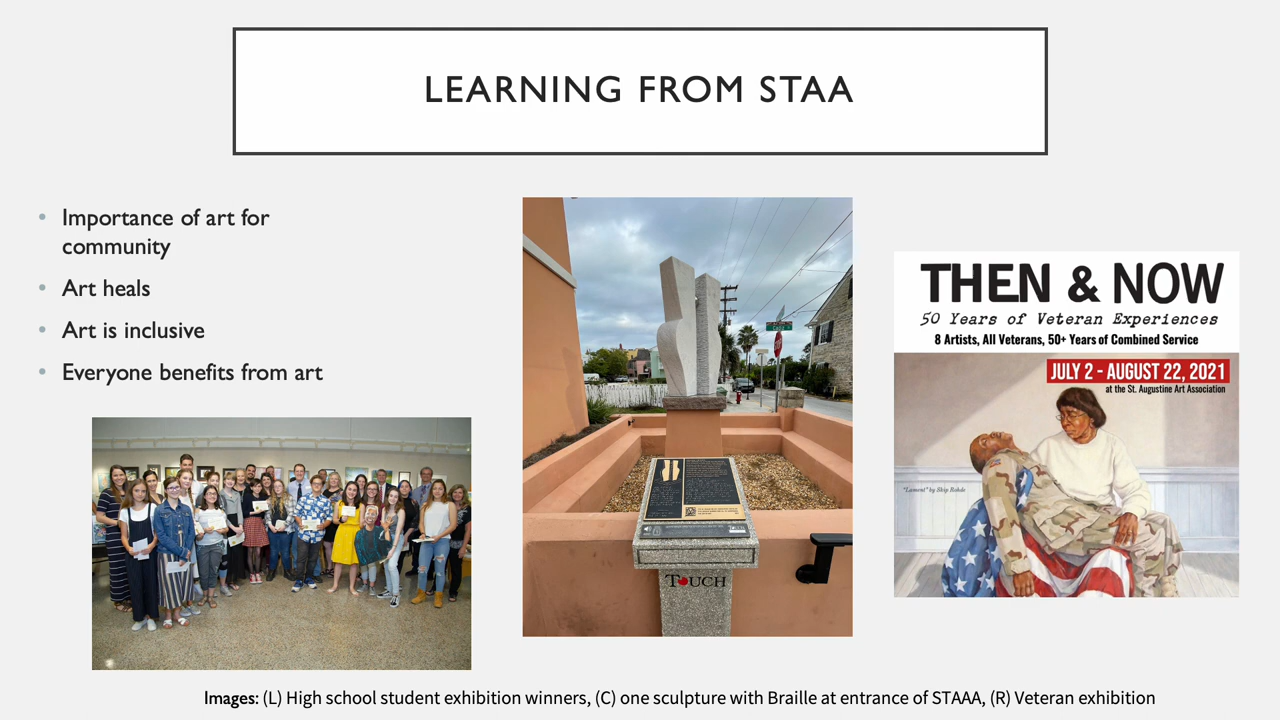 LEARNING FROM STAA
• Importance of art for
community
• Art heals
• Art is inclusive
• Everyone benefits from art
TOUCH
THEN & NOW
50 Years of Veteran Experiences
8 Artists, All Veterans, 50+ Years of Combined Service
JULY 2 - AUGUST 22, 2021
at the St. Augustine Art Association
"Lament" by Skip Rohde
Images: (L) High school student exhibition winners, (C) one sculpture with Braille at entrance of STAAA, (R) Veteran exhibition